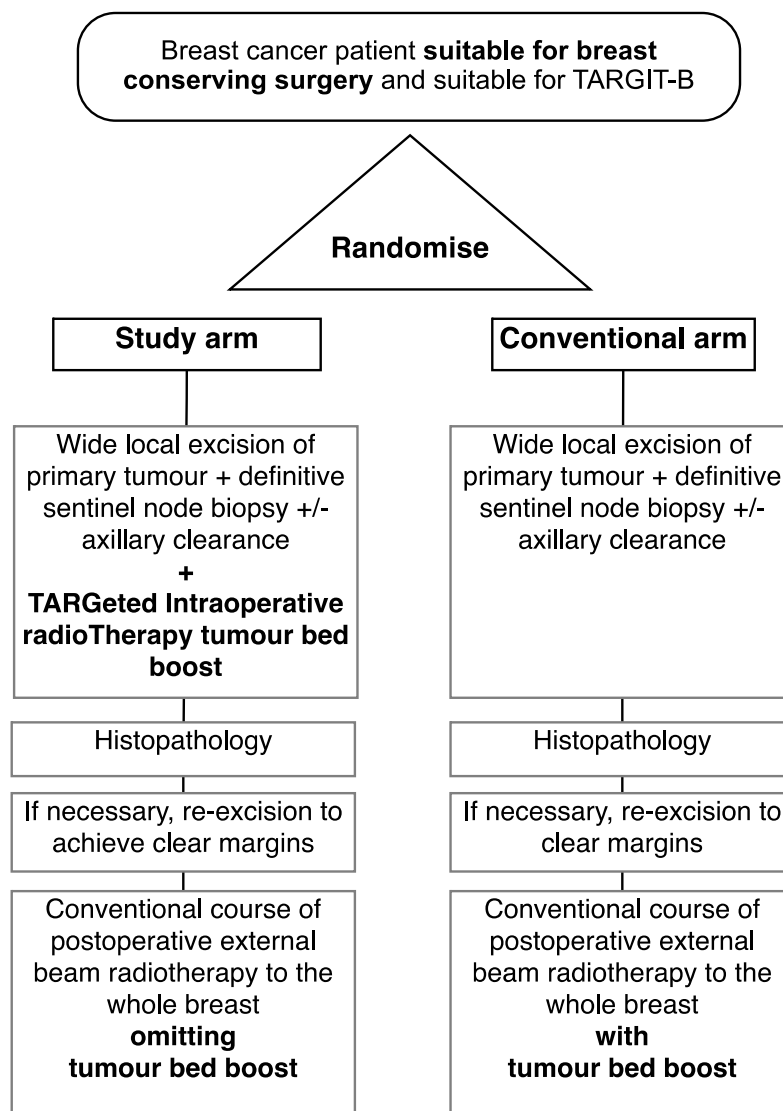 Breast cancer patient suitable for breast
conserving surgery and suitable for TARGIT-B
Randomise
Study arm
Wide local excision of
primary tumour + definitive
sentinel node biopsy +/-
axillary clearance
+
TARGeted Intraoperative
radioTherapy tumour bed
boost
Histopathology
If necessary, re-excision to
achieve clear margins
Conventional course of
postoperative external
beam radiotherapy to the
whole breast
omitting
tumour bed boost
Conventional arm
Wide local excision of
primary tumour + definitive
sentinel node biopsy +/-
axillary clearance
Histopathology
If necessary, re-excision to
clear margins
Conventional course of
postoperative external
beam radiotherapy to the
whole breast
with
tumour bed boost